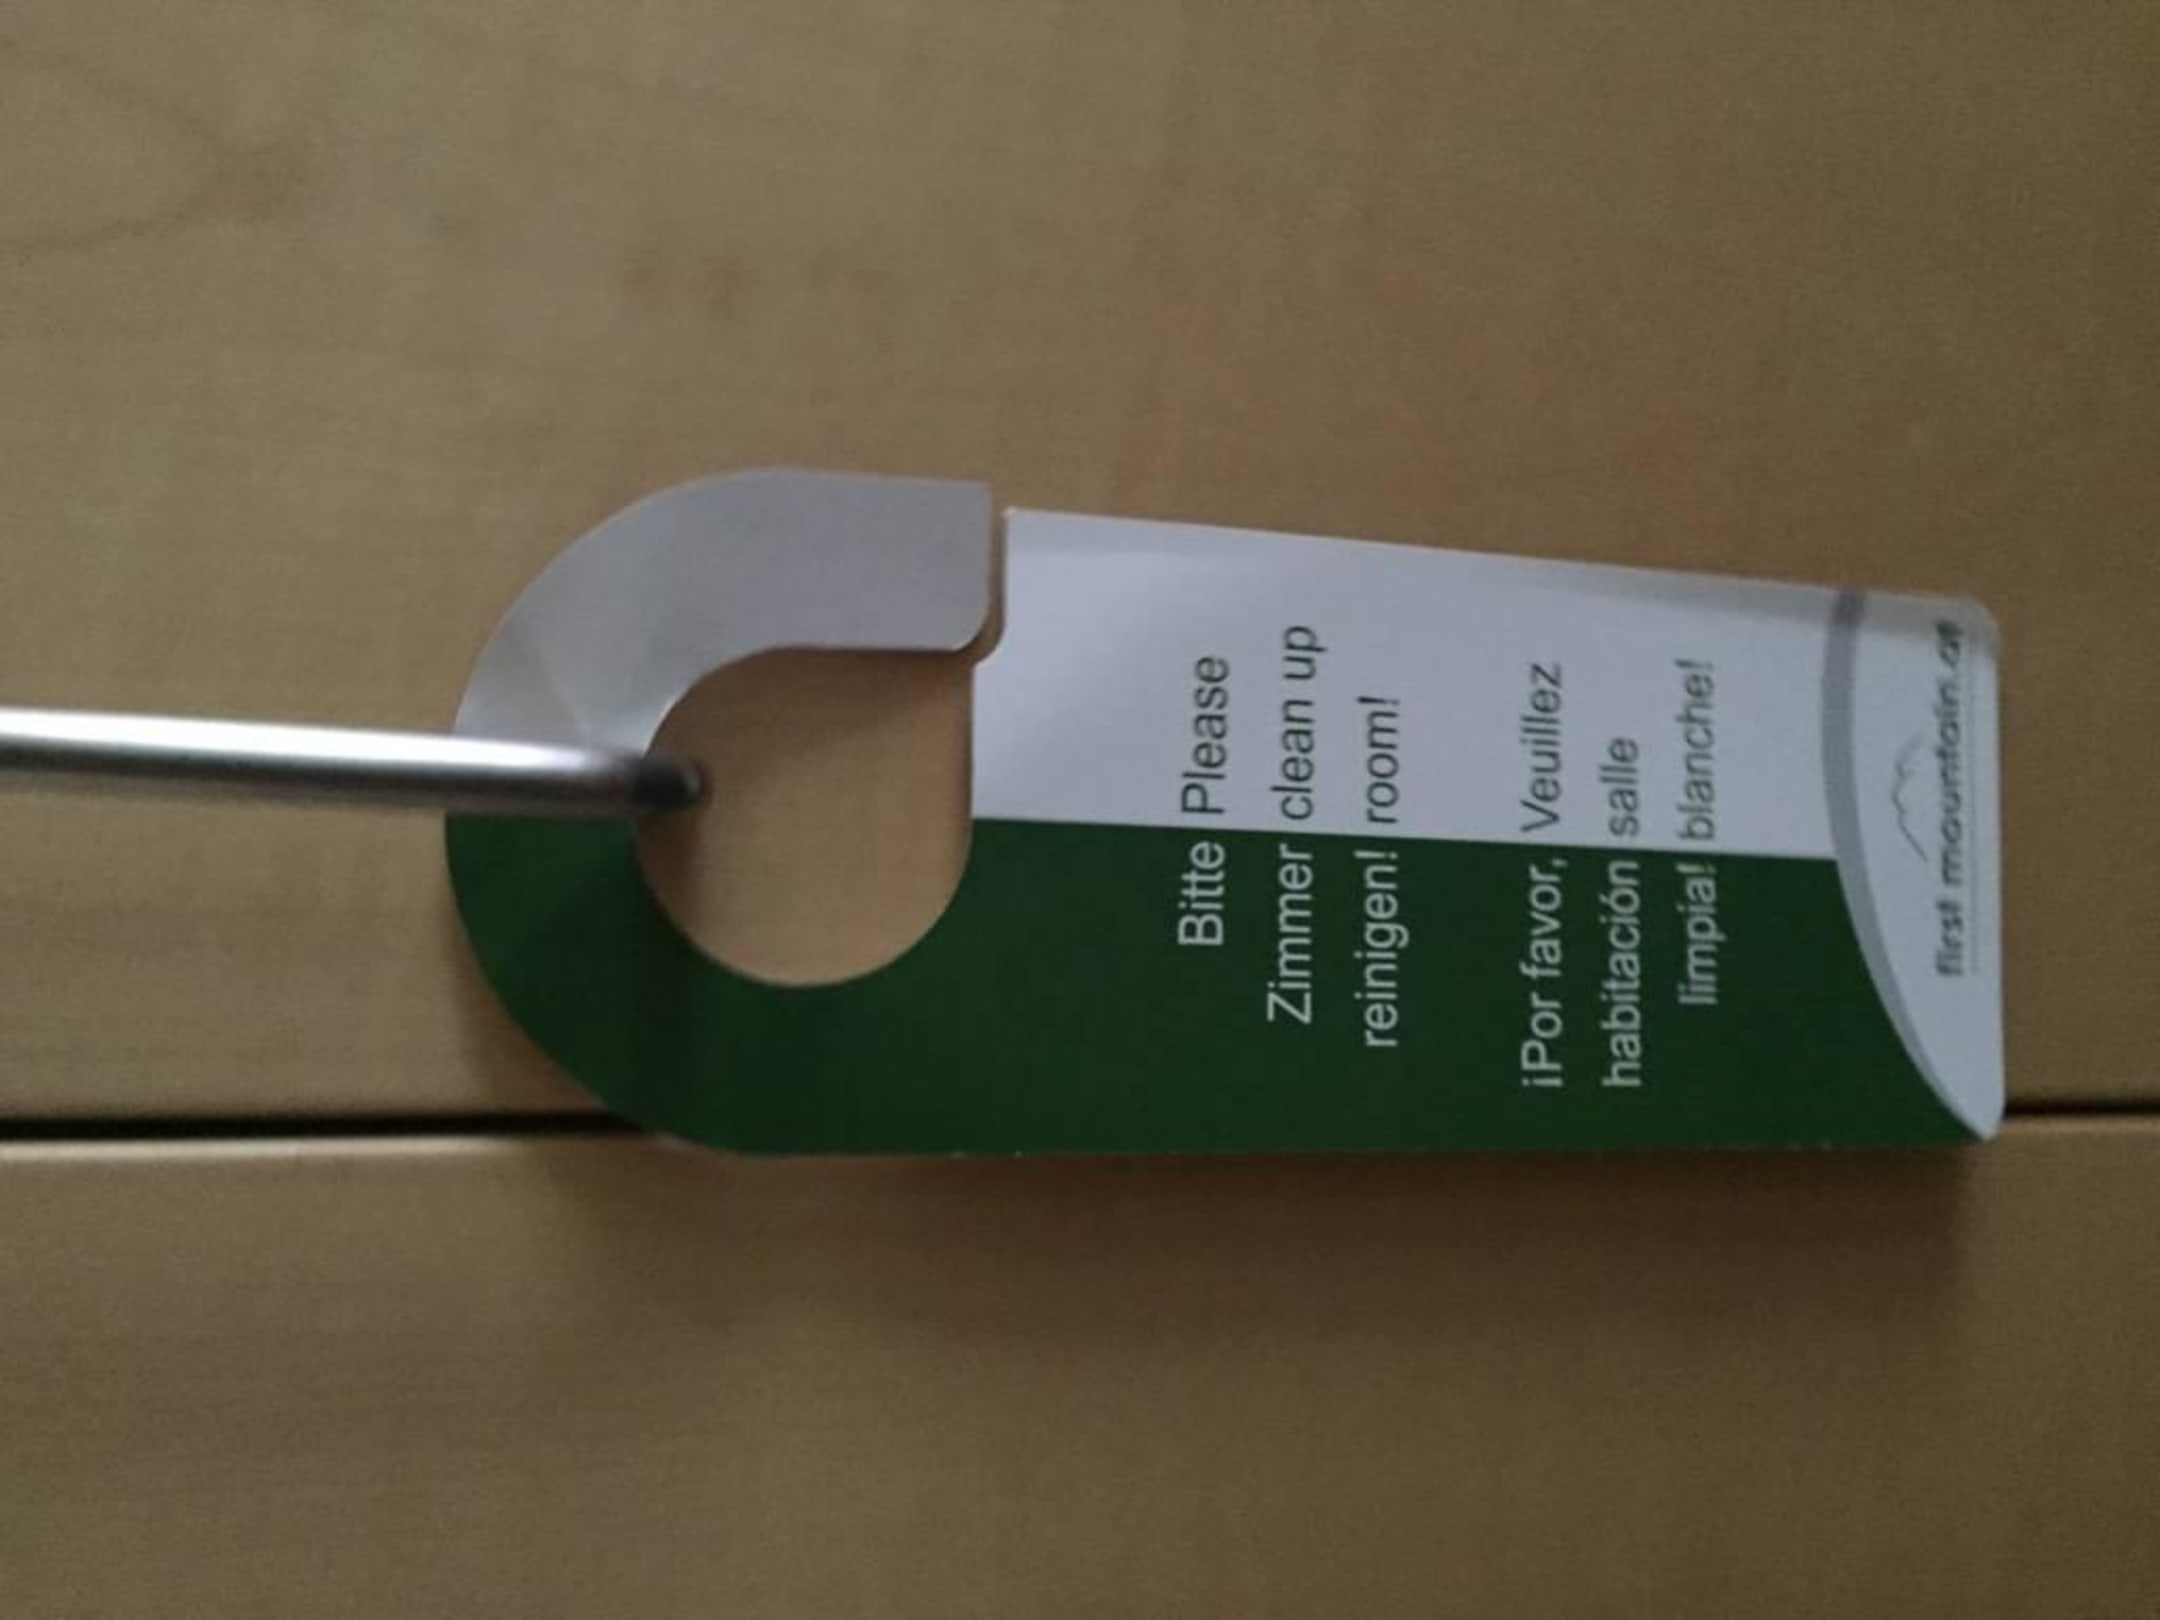 Bitte Please
Zimmer clean up
reinigen! room!
¡Por favor, Veuillez
habitación salle
limpia! blanche!
first mountain.at